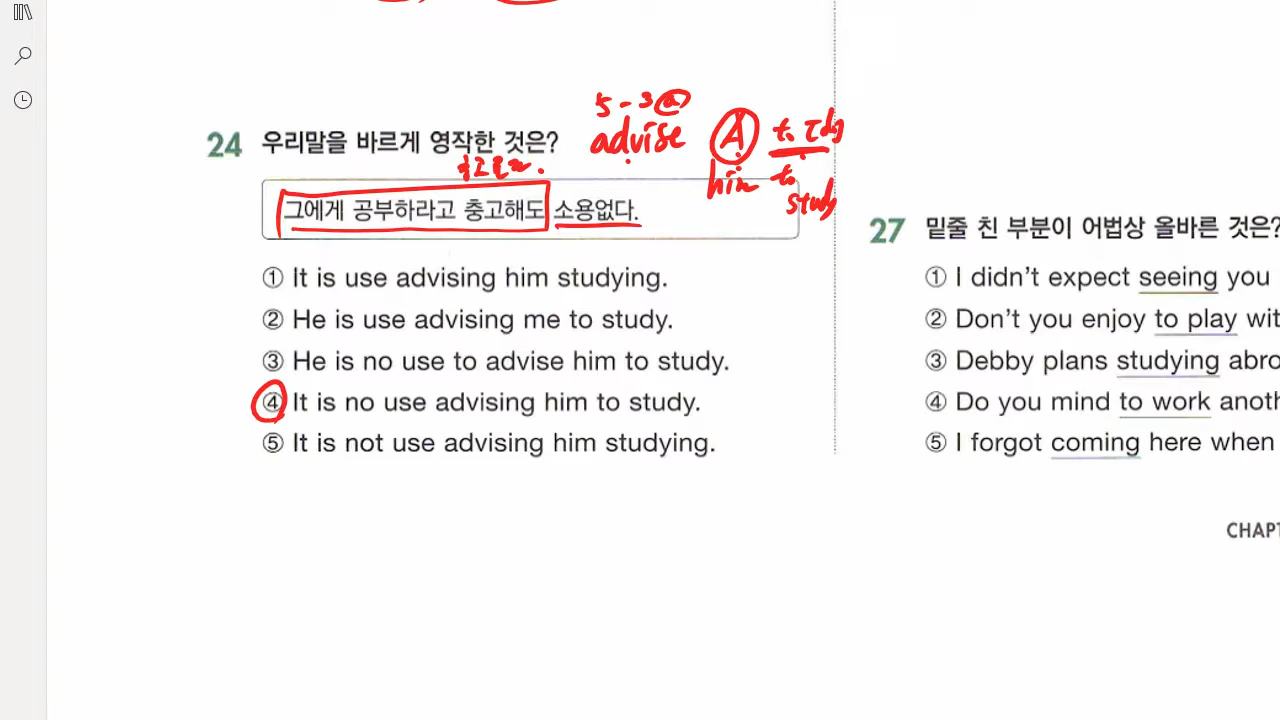 5-3ⓐ
advise Ⓐ to R
him to study
24 우리말을 바르게 영작한 것은?
그에게 공부하라고 충고해도 소용없다.
① It is use advising him studying.
② He is use advising me to study.
③ He is no use to advise him to study.
④ It is no use advising him to study.
⑤ It is not use advising him studying.
27 밑줄 친 부분이 어법상 올바른 것은?
① I didn't expect seeing you
② Don't you enjoy to play wit
③ Debby plans studying abro
④ Do you mind to work anoth
⑤ I forgot coming here when
CHAPT